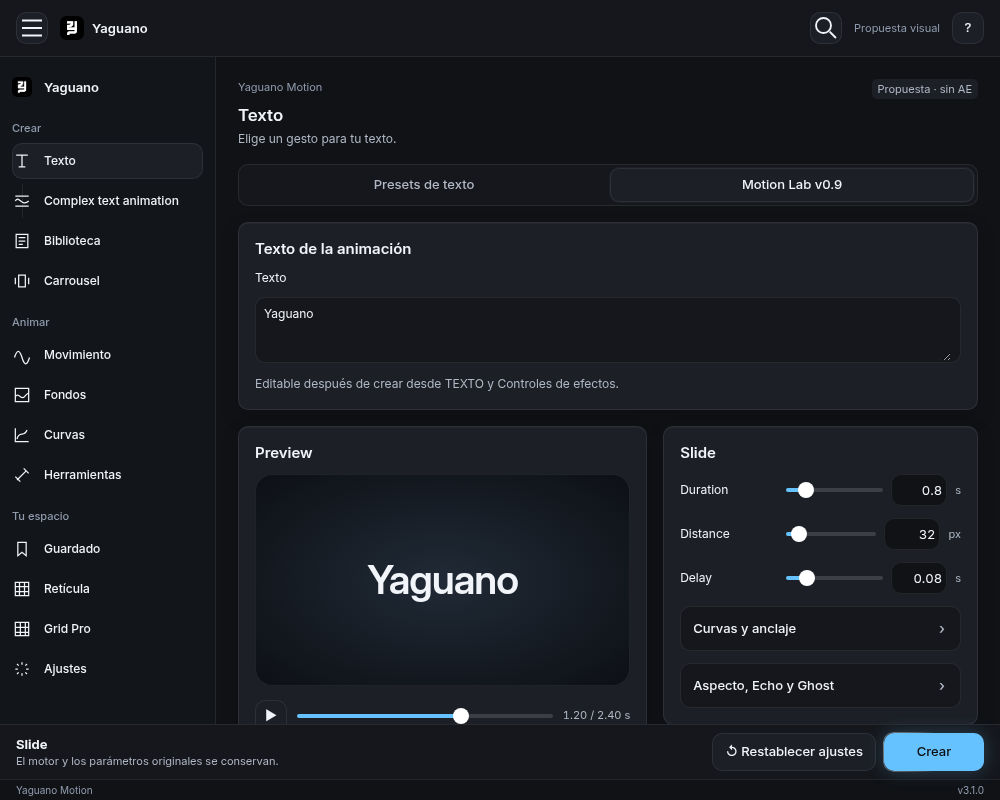 Yaguano
Propuesta visual
?
Yaguano
Crear
Texto
Complex text animation
Biblioteca
Carrousel
Animar
Movimiento
Fondos
Curvas
Herramientas
Tu espacio
Guardado
Retícula
Grid Pro
Ajustes
Yaguano Motion
Propuesta · sin AE
Texto
Elige un gesto para tu texto.
Presets de texto
Motion Lab v0.9
Texto de la animación
Texto
Yaguano
Editable después de crear desde TEXTO y Controles de efectos.
Preview
Yaguano
1.20 / 2.40 s
Slide
Duration 0.8 s
Distance 32 px
Delay 0.08 s
Curvas y anclaje ›
Aspecto, Echo y Ghost ›
Slide
El motor y los parámetros originales se conservan.
Restablecer ajustes
Crear
Yaguano Motion
v3.1.0